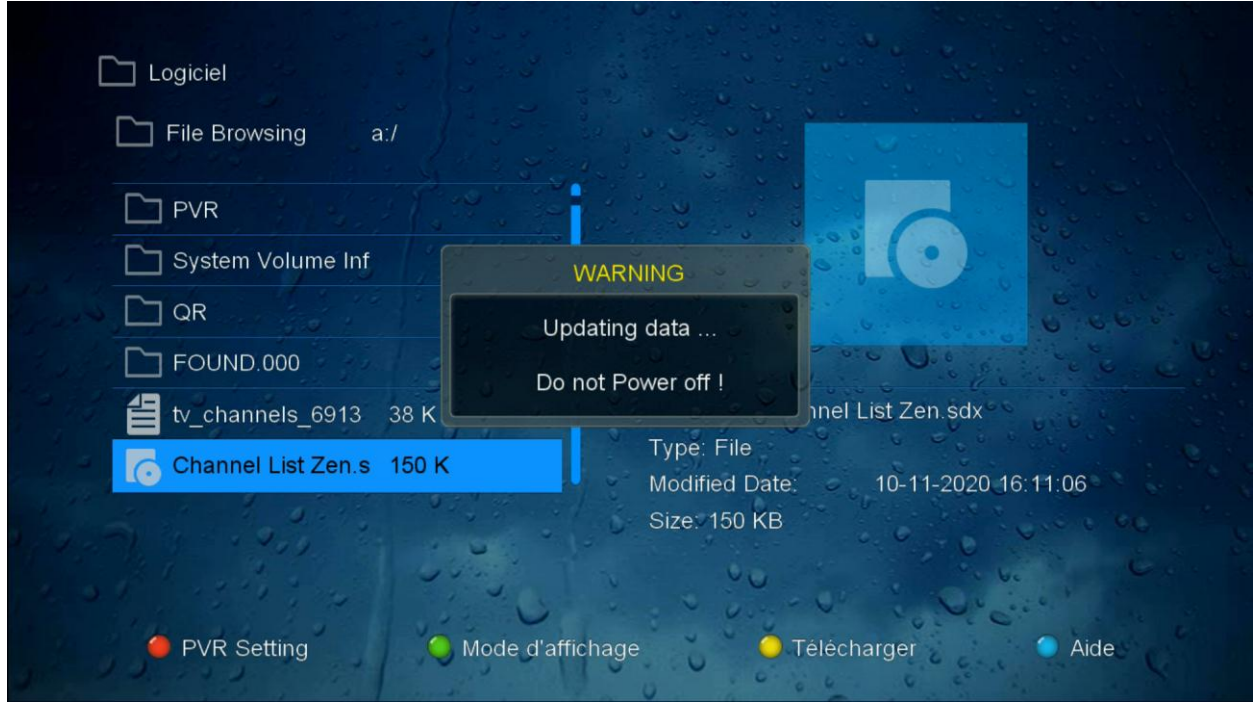 Logiciel
File Browsing a:/
PVR
System Volume Inf
QR
FOUND.000
tv_channels_6913 38 K
Channel List Zen.s 150 K
WARNING
Updating data ...
Do not Power off !
nnel List Zen.sdx
Type: File
Modified Date: 10-11-2020 16:11:06
Size: 150 KB
PVR Setting Mode d'affichage Télécharger Aide